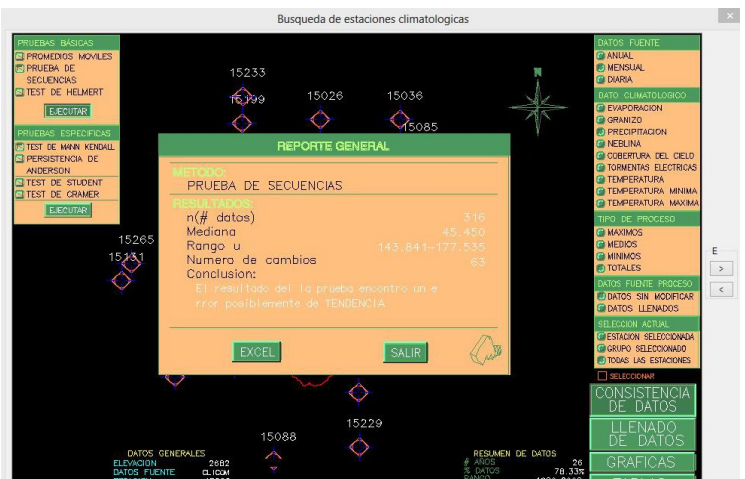 Busqueda de estaciones climatologicas
PRUEBAS BÁSICAS
PROMEDIOS MOVILES
PRUEBA DE
SECUENCIAS
TEST DE HELMERT
EJECUTAR
PRUEBAS ESPECIFICAS
TEST DE MANN KENDALL
PERSISTENCIA DE
ANDERSON
TEST DE STUDENT
TEST DE CRAMER
EJECUTAR
15233
15199
15026
15036
15085
N
15265
15131
REPORTE GENERAL
METODO:
PRUEBA DE SECUENCIAS
RESULTADOS:
n(# datos) 316
Mediana 45.450
Rango u 143.841-177.535
Numero de cambios 63
Conclusion:
El resultado del la prueba encontro un e
rror posiblemente de TENDENCIA
EXCEL
SALIR
15088
15229
DATOS GENERALES
ELEVACION 2682
DATOS FUENTE CLICOM
RESUMEN DE DATOS
# AÑOS 26
% DATOS 78.33%
RANGO
DATOS FUENTE
ANUAL
MENSUAL
DIARIA
DATO CLIMATOLOGICO
EVAPORACION
GRANIZO
PRECIPITACION
NEBLINA
COBERTURA DEL CIELO
TORMENTAS ELECTRICAS
TEMPERATURA
TEMPERATURA MINIMA
TEMPERATURA MAXIMA
TIPO DE PROCESO
MAXIMOS
MEDIOS
MINIMOS
TOTALES
DATOS FUENTE PROCESO
DATOS SIN MODIFICAR
DATOS LLENADOS
SELECCION ACTUAL
ESTACION SELECCIONADA
GRUPO SELECCIONADO
TODAS LAS ESTACIONES
SELECCIONAR
CONSISTENCIA
DE DATOS
LLENADO
DE DATOS
GRAFICAS
E
>
<